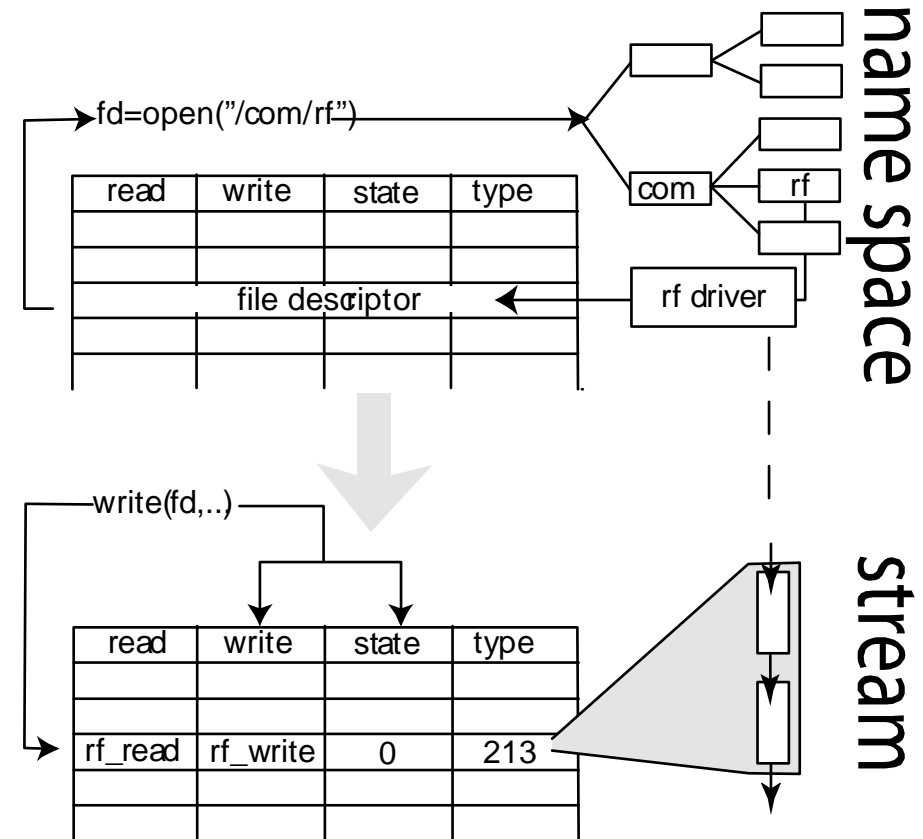 name space
fd=open("/com/rf")
read write state type
com
rf
file descriptor
rf driver
write(fd,..)
stream
read write state type
rf_read rf_write 0 213